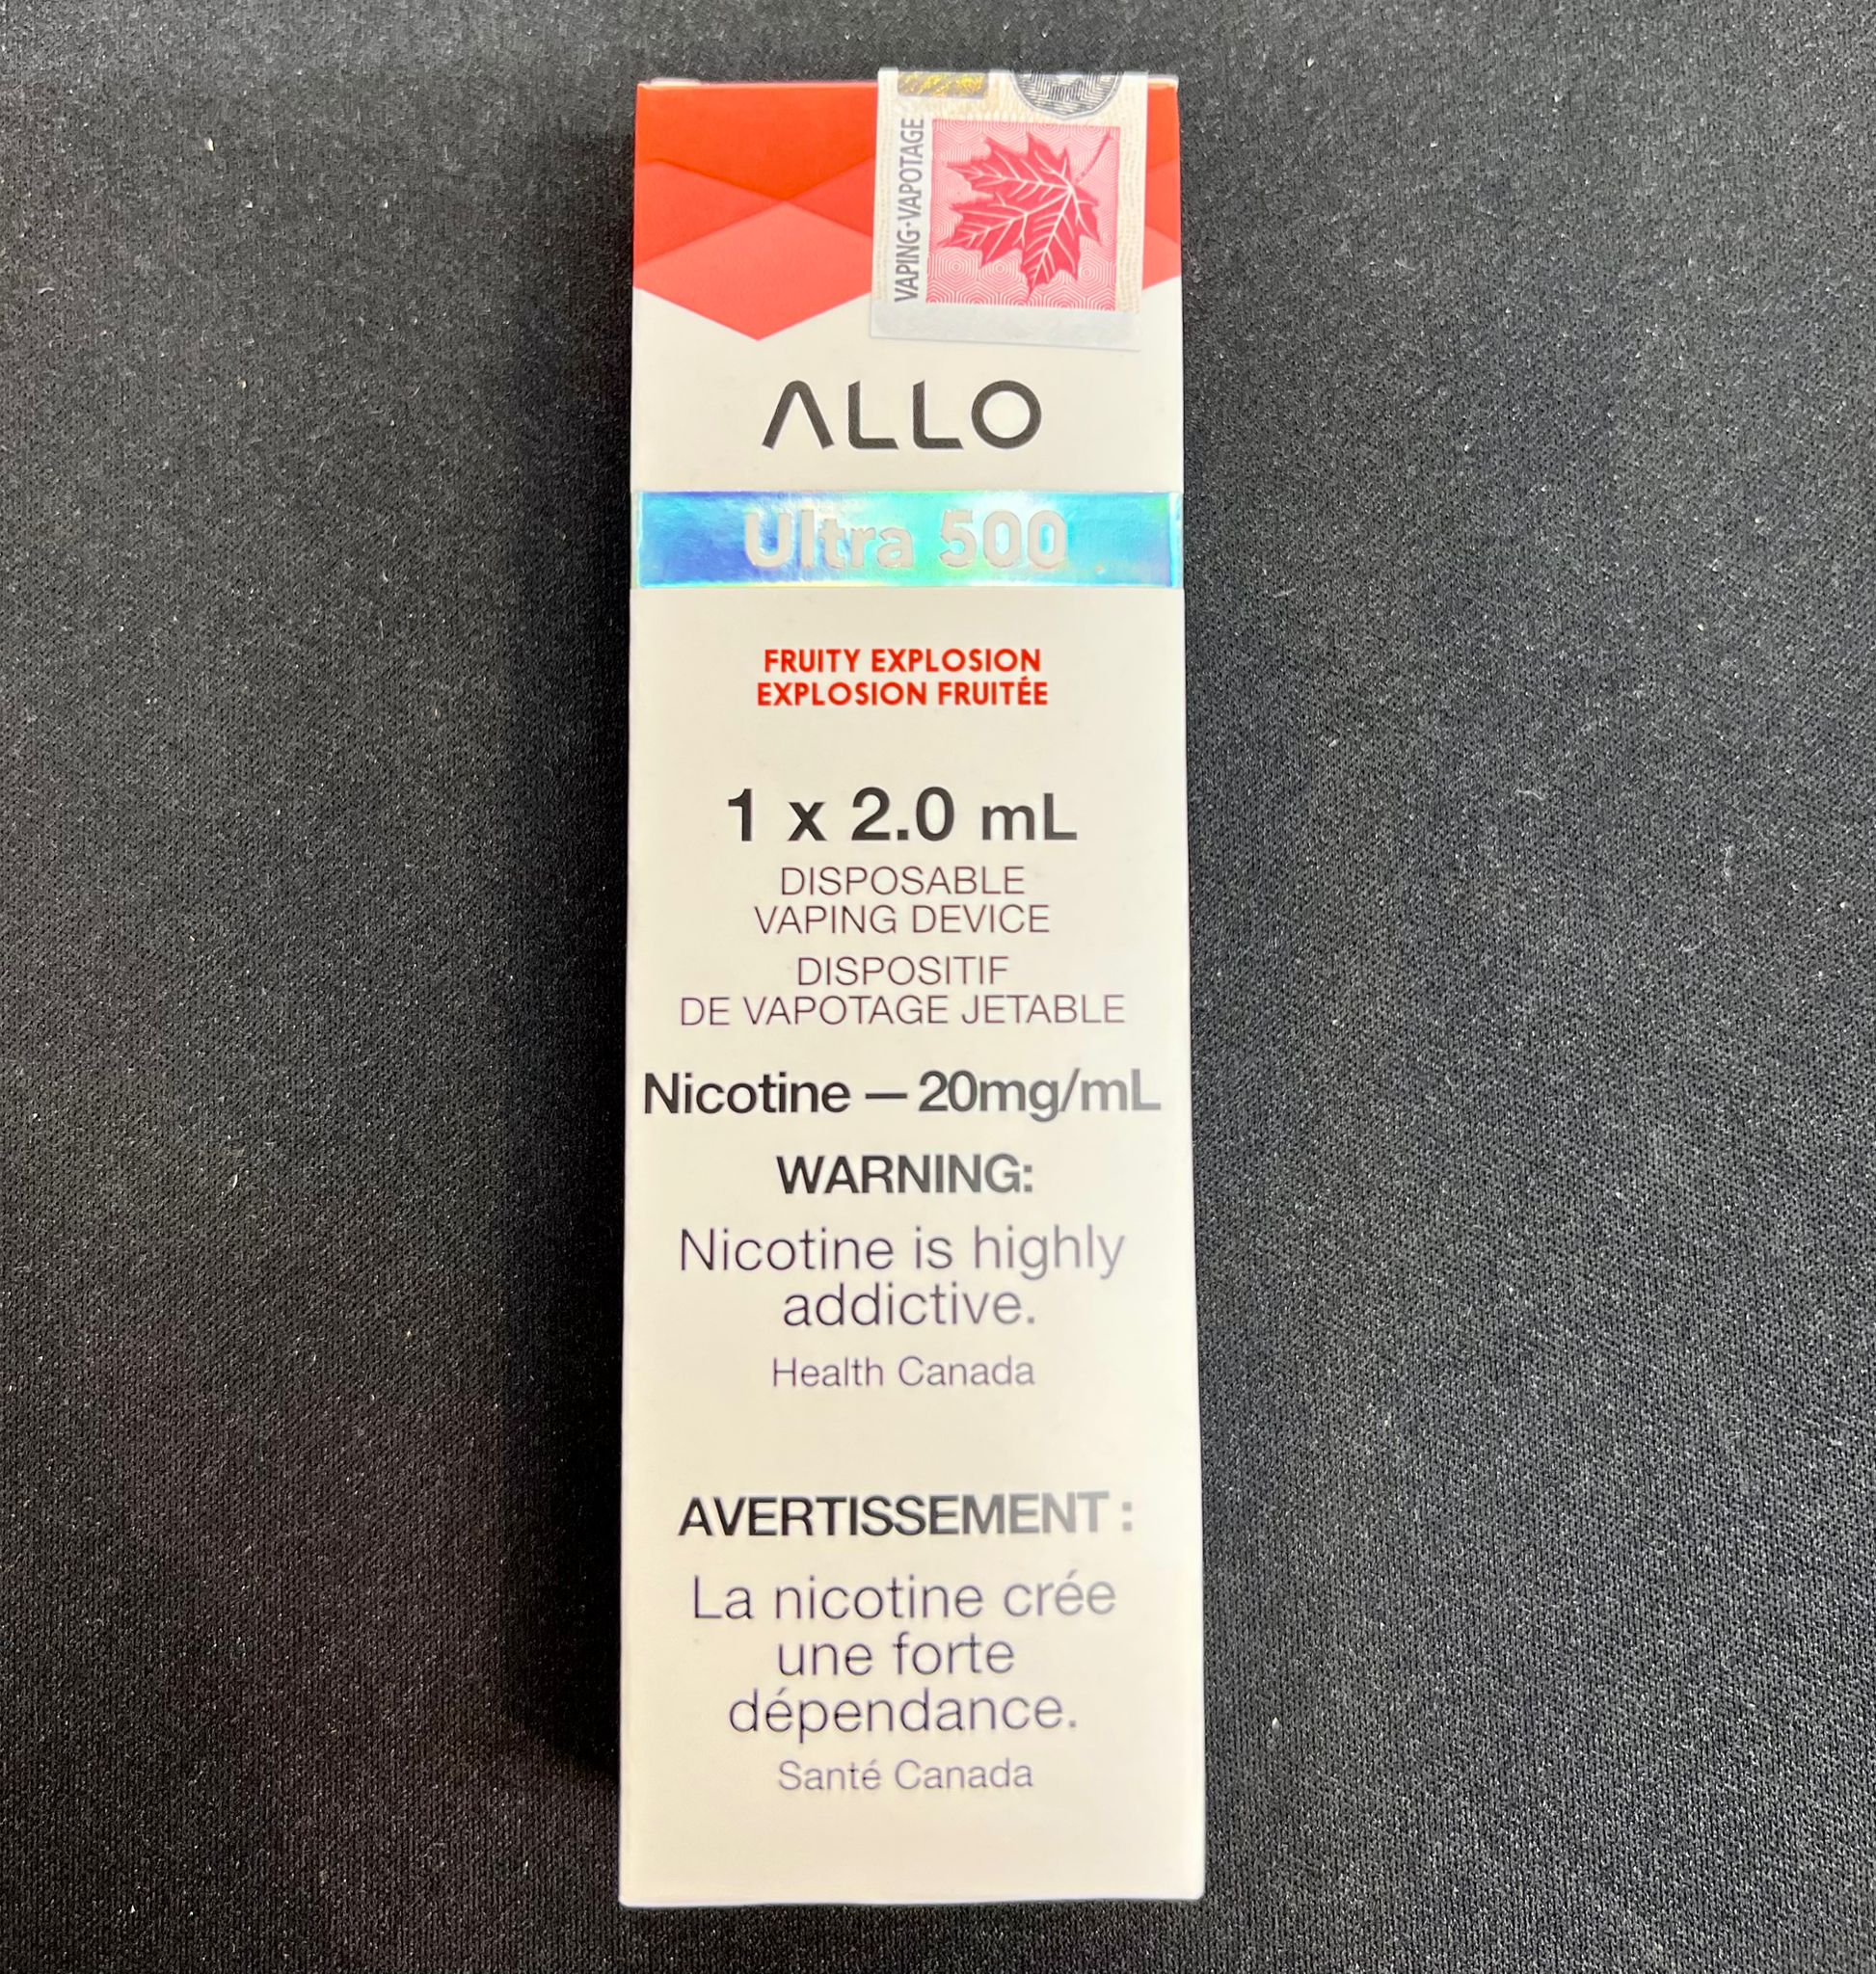 VAPING·VAPOTAGE
ALLO
Ultra 500
FRUITY EXPLOSION
EXPLOSION FRUITÉE
1 x 2.0 mL
DISPOSABLE
VAPING DEVICE
DISPOSITIF
DE VAPOTAGE JETABLE
Nicotine — 20mg/mL
WARNING:
Nicotine is highly
addictive.
Health Canada
AVERTISSEMENT :
La nicotine crée
une forte
dépendance.
Santé Canada